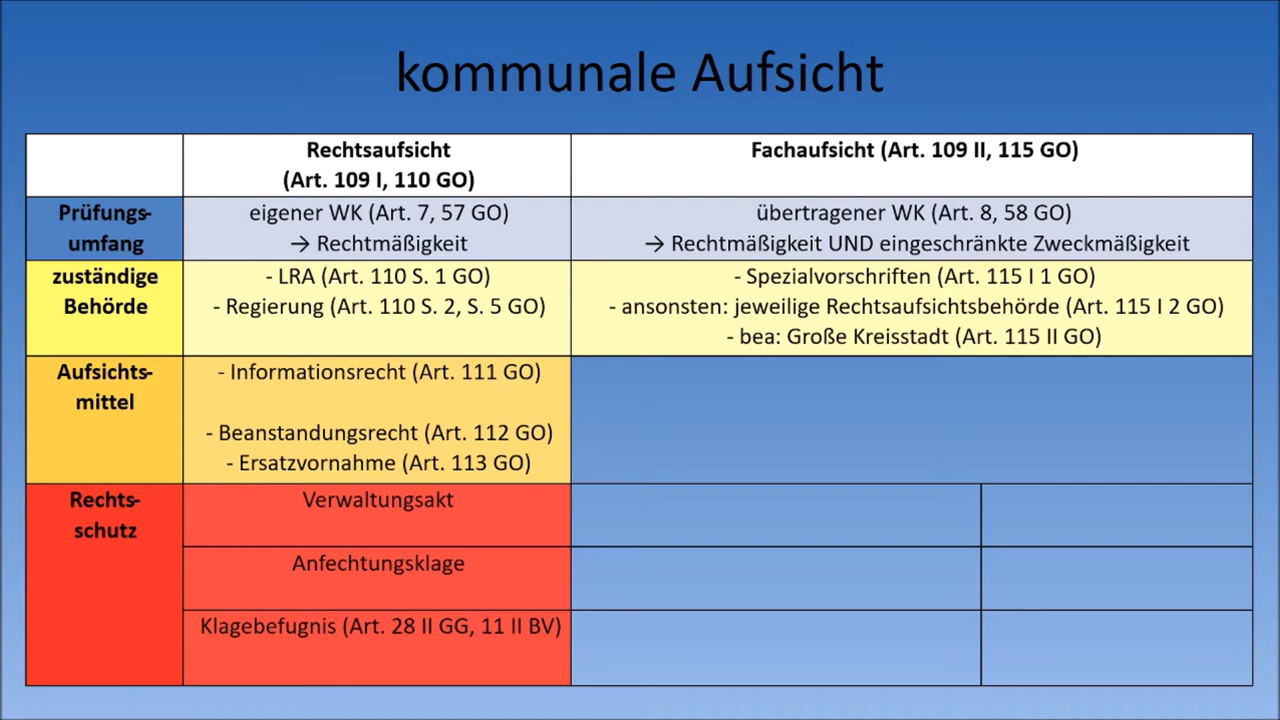 kommunale Aufsicht
Rechtsaufsicht
(Art. 109 I, 110 GO)
Fachaufsicht (Art. 109 II, 115 GO)
Prüfungs-
umfang
eigener WK (Art. 7, 57 GO)
→ Rechtmäßigkeit
übertragener WK (Art. 8, 58 GO)
→ Rechtmäßigkeit UND eingeschränkte Zweckmäßigkeit
zuständige
Behörde
- LRA (Art. 110 S. 1 GO)
- Regierung (Art. 110 S. 2, S. 5 GO)
- Spezialvorschriften (Art. 115 I 1 GO)
- ansonsten: jeweilige Rechtsaufsichtsbehörde (Art. 115 I 2 GO)
- bea: Große Kreisstadt (Art. 115 II GO)
Aufsichts-
mittel
- Informationsrecht (Art. 111 GO)
- Beanstandungsrecht (Art. 112 GO)
- Ersatzvornahme (Art. 113 GO)
Rechts-
schutz
Verwaltungsakt
Anfechtungsklage
Klagebefugnis (Art. 28 II GG, 11 II BV)